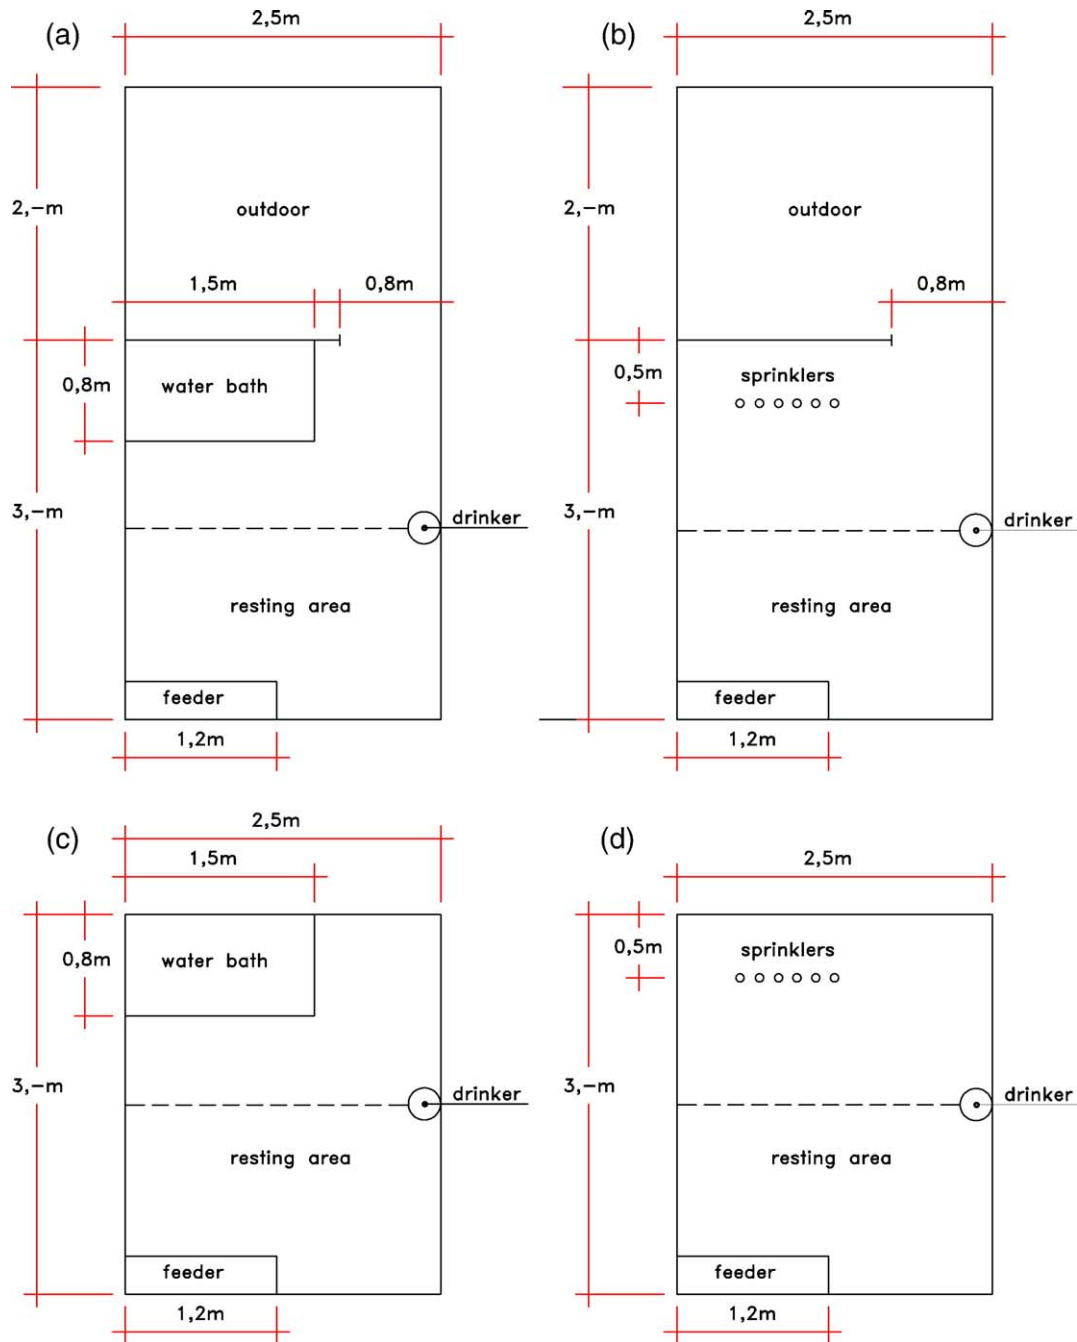 (a)
2,5m
2,-m
outdoor
1,5m
0,8m
0,8m
water bath
3,-m
drinker
resting area
feeder
1,2m
(b)
2,5m
2,-m
outdoor
0,8m
0,5m
sprinklers
3,-m
drinker
resting area
feeder
1,2m
(c)
2,5m
1,5m
0,8m
water bath
3,-m
drinker
resting area
feeder
1,2m
(d)
2,5m
0,5m
sprinklers
3,-m
drinker
resting area
feeder
1,2m